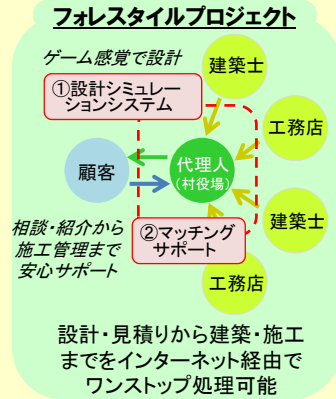 フォレスタイルプロジェクト
ゲーム感覚で設計
建築士
①設計シミュレー
ションシステム
工務店
顧客
代理人
(村役場)
建築士
相談・紹介から
施工管理まで
安心サポート
②マッチング
サポート
工務店
設計・見積りから建築・施工
までをインターネット経由で
ワンストップ処理可能